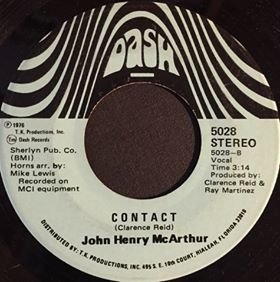 DASH
℗ 1976
T.K. Productions, Inc.
Tm Dash Records
Sherlyn Pub. Co.
(BMI)
Horns arr. by:
Mike Lewis
Recorded on
MCI equipment
5028
STEREO
5028-B
Vocal
Time 3:14
Produced by:
Clarence Reid &
Ray Martinez
CONTACT
(Clarence Reid)
John Henry McArthur
DISTRIBUTED BY: T.K. PRODUCTIONS, INC. 495 S.E. 10th COURT, HIALEAH, FLORIDA 33010